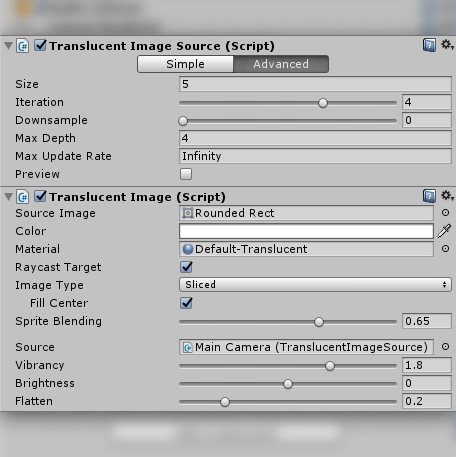 Translucent Image Source (Script)
Simple Advanced
Size 5
Iteration 4
Downsample 0
Max Depth 4
Max Update Rate Infinity
Preview
Translucent Image (Script)
Source Image Rounded Rect
Color
Material Default-Translucent
Raycast Target
Image Type Sliced
Fill Center
Sprite Blending 0.65
Source Main Camera (TranslucentImageSource)
Vibrancy 1.8
Brightness 0
Flatten 0.2